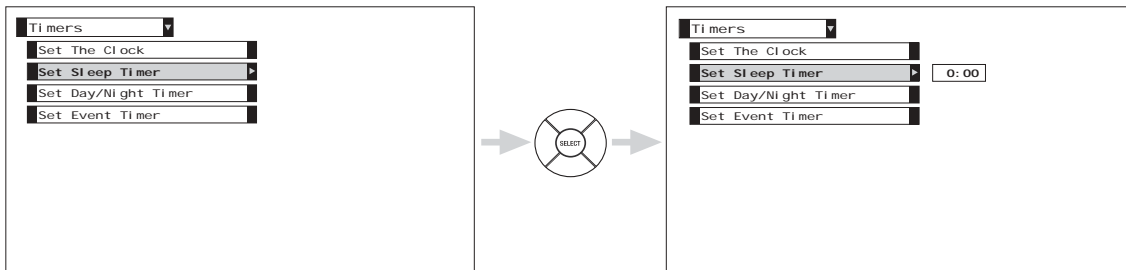 Timers
Set The Clock
Set Sleep Timer
Set Day/Night Timer
Set Event Timer
SELECT
Timers
Set The Clock
Set Sleep Timer
0:00
Set Day/Night Timer
Set Event Timer